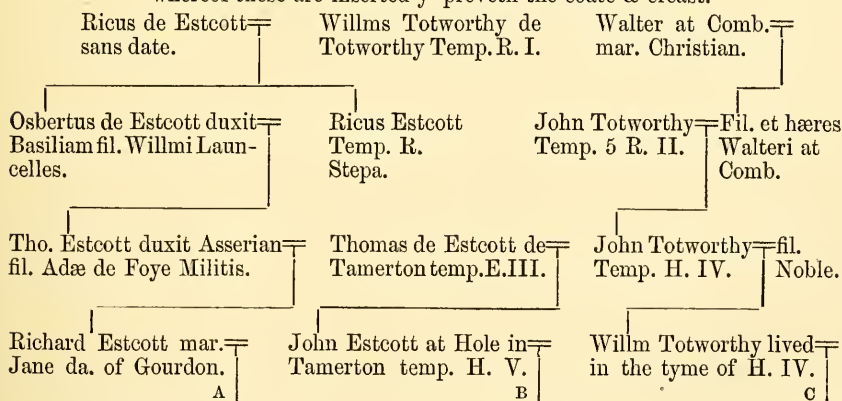 whereof these are inserted yᵗ proveth the coate & creast.
Ricus de Estcott
sans date.
Willms Totworthy de
Totworthy Temp. R. I.
Walter at Comb.
mar. Christian.
Osbertus de Estcott duxit
Basiliam fil. Willmi Laun-
celles.
Ricus Estcott
Temp. R.
Stepa.
John Totworthy
Temp. 5 R. II.
Fil. et hæres
Walteri at
Comb.
Tho. Estcott duxit Asserian
fil. Adæ de Foye Militis.
Thomas de Estcott de
Tamerton temp. E. III.
John Totworthy
Temp. H. IV.
fil.
Noble.
Richard Estcott mar.
Jane da. of Gourdon.
A
John Estcott at Hole in
Tamerton temp. H. V.
B
Willm Totworthy lived
in the tyme of H. IV.
C